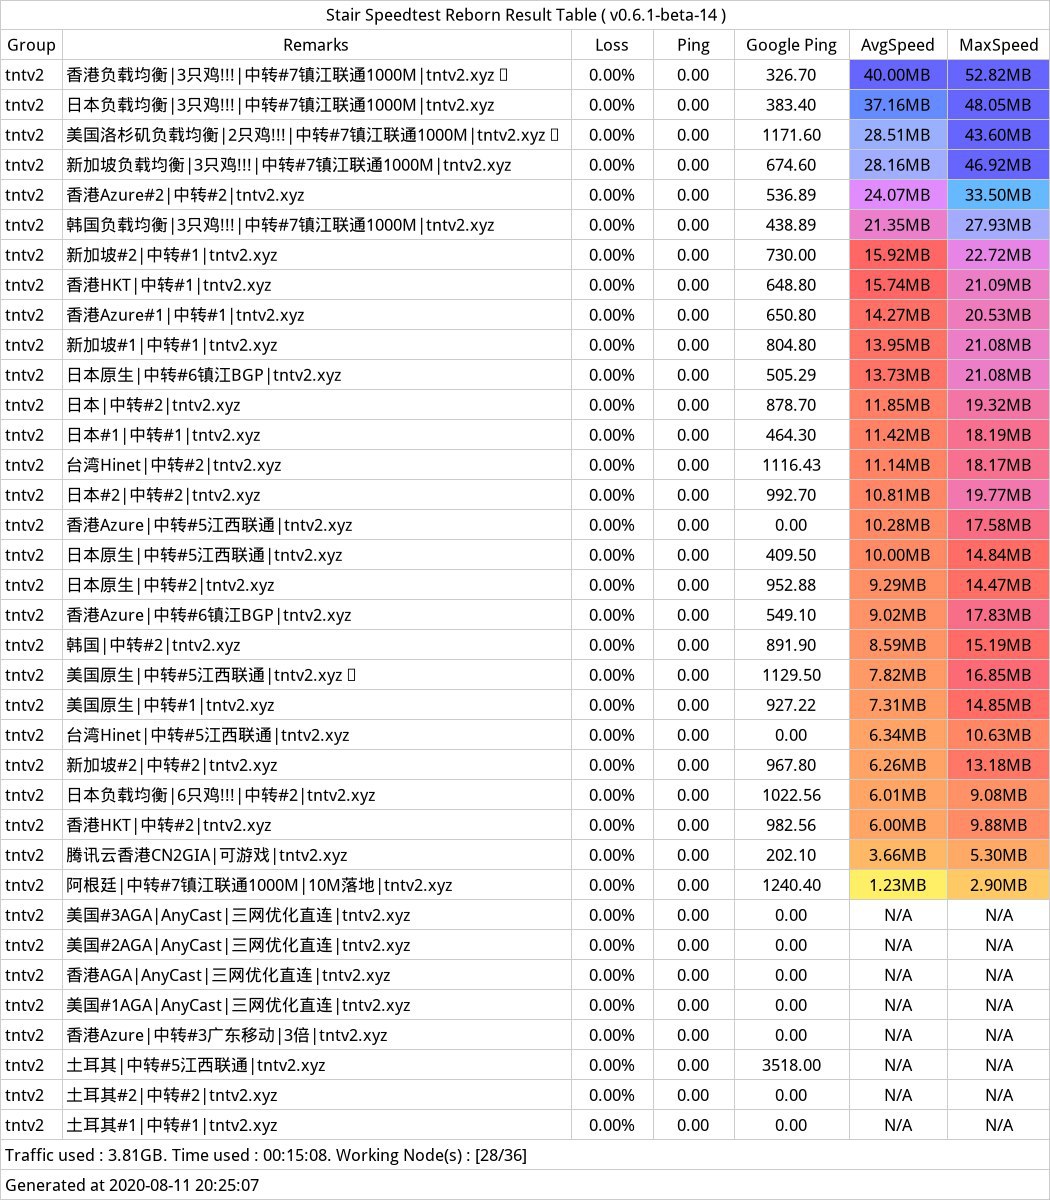 Stair Speedtest Reborn Result Table ( v0.6.1-beta-14 )
Group Remarks Loss Ping Google Ping AvgSpeed MaxSpeed
tntv2 香港负载均衡|3只鸡!!!|中转#7镇江联通1000M|tntv2.xyz 0.00% 0.00 326.70 40.00MB 52.82MB
tntv2 日本负载均衡|3只鸡!!!|中转#7镇江联通1000M|tntv2.xyz 0.00% 0.00 383.40 37.16MB 48.05MB
tntv2 美国洛杉矶负载均衡|2只鸡!!!|中转#7镇江联通1000M|tntv2.xyz 0.00% 0.00 1171.60 28.51MB 43.60MB
tntv2 新加坡负载均衡|3只鸡!!!|中转#7镇江联通1000M|tntv2.xyz 0.00% 0.00 674.60 28.16MB 46.92MB
tntv2 香港Azure#2|中转#2|tntv2.xyz 0.00% 0.00 536.89 24.07MB 33.50MB
tntv2 韩国负载均衡|3只鸡!!!|中转#7镇江联通1000M|tntv2.xyz 0.00% 0.00 438.89 21.35MB 27.93MB
tntv2 新加坡#2|中转#1|tntv2.xyz 0.00% 0.00 730.00 15.92MB 22.72MB
tntv2 香港HKT|中转#1|tntv2.xyz 0.00% 0.00 648.80 15.74MB 21.09MB
tntv2 香港Azure#1|中转#1|tntv2.xyz 0.00% 0.00 650.80 14.27MB 20.53MB
tntv2 新加坡#1|中转#1|tntv2.xyz 0.00% 0.00 804.80 13.95MB 21.08MB
tntv2 日本原生|中转#6镇江BGP|tntv2.xyz 0.00% 0.00 505.29 13.73MB 21.08MB
tntv2 日本|中转#2|tntv2.xyz 0.00% 0.00 878.70 11.85MB 19.32MB
tntv2 日本#1|中转#1|tntv2.xyz 0.00% 0.00 464.30 11.42MB 18.19MB
tntv2 台湾Hinet|中转#2|tntv2.xyz 0.00% 0.00 1116.43 11.14MB 18.17MB
tntv2 日本#2|中转#2|tntv2.xyz 0.00% 0.00 992.70 10.81MB 19.77MB
tntv2 香港Azure|中转#5江西联通|tntv2.xyz 0.00% 0.00 0.00 10.28MB 17.58MB
tntv2 日本原生|中转#5江西联通|tntv2.xyz 0.00% 0.00 409.50 10.00MB 14.84MB
tntv2 日本原生|中转#2|tntv2.xyz 0.00% 0.00 952.88 9.29MB 14.47MB
tntv2 香港Azure|中转#6镇江BGP|tntv2.xyz 0.00% 0.00 549.10 9.02MB 17.83MB
tntv2 韩国|中转#2|tntv2.xyz 0.00% 0.00 891.90 8.59MB 15.19MB
tntv2 美国原生|中转#5江西联通|tntv2.xyz 0.00% 0.00 1129.50 7.82MB 16.85MB
tntv2 美国原生|中转#1|tntv2.xyz 0.00% 0.00 927.22 7.31MB 14.85MB
tntv2 台湾Hinet|中转#5江西联通|tntv2.xyz 0.00% 0.00 0.00 6.34MB 10.63MB
tntv2 新加坡#2|中转#2|tntv2.xyz 0.00% 0.00 967.80 6.26MB 13.18MB
tntv2 日本负载均衡|6只鸡!!!|中转#2|tntv2.xyz 0.00% 0.00 1022.56 6.01MB 9.08MB
tntv2 香港HKT|中转#2|tntv2.xyz 0.00% 0.00 982.56 6.00MB 9.88MB
tntv2 腾讯云香港CN2GIA|可游戏|tntv2.xyz 0.00% 0.00 202.10 3.66MB 5.30MB
tntv2 阿根廷|中转#7镇江联通1000M|10M落地|tntv2.xyz 0.00% 0.00 1240.40 1.23MB 2.90MB
tntv2 美国#3AGA|AnyCast|三网优化直连|tntv2.xyz 0.00% 0.00 0.00 N/A N/A
tntv2 美国#2AGA|AnyCast|三网优化直连|tntv2.xyz 0.00% 0.00 0.00 N/A N/A
tntv2 香港AGA|AnyCast|三网优化直连|tntv2.xyz 0.00% 0.00 0.00 N/A N/A
tntv2 美国#1AGA|AnyCast|三网优化直连|tntv2.xyz 0.00% 0.00 0.00 N/A N/A
tntv2 香港Azure|中转#3广东移动|3倍|tntv2.xyz 0.00% 0.00 0.00 N/A N/A
tntv2 土耳其|中转#5江西联通|tntv2.xyz 0.00% 0.00 3518.00 N/A N/A
tntv2 土耳其#2|中转#2|tntv2.xyz 0.00% 0.00 0.00 N/A N/A
tntv2 土耳其#1|中转#1|tntv2.xyz 0.00% 0.00 0.00 N/A N/A
Traffic used : 3.81GB. Time used : 00:15:08. Working Node(s) : [28/36]
Generated at 2020-08-11 20:25:07